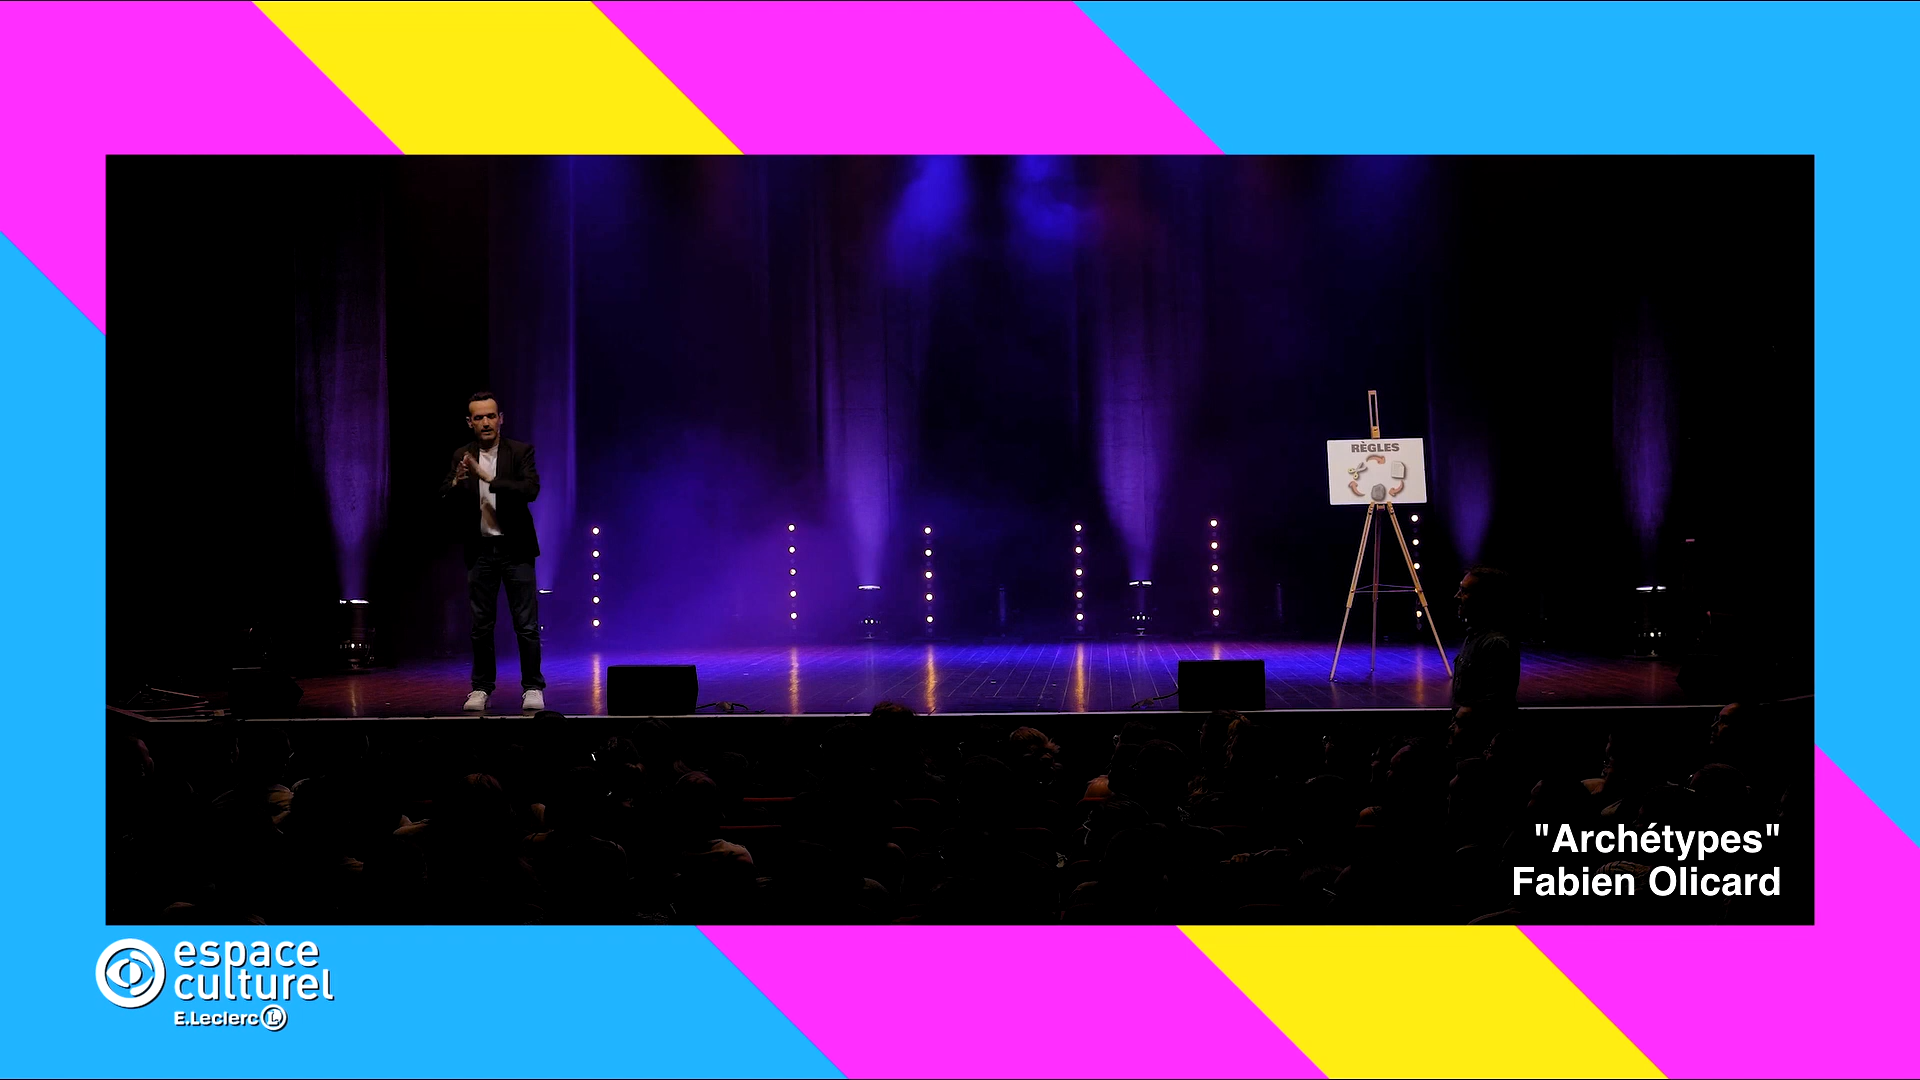 RÈGLES
"Archétypes"
Fabien Olicard
espace
culturel
E.Leclerc L